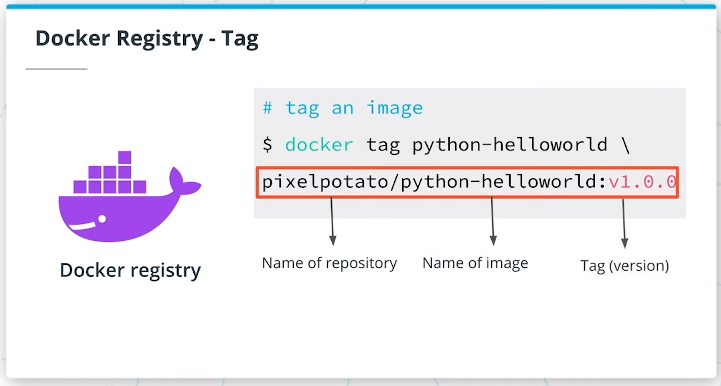 Docker Registry - Tag
# tag an image
$ docker tag python-helloworld \
pixelpotato/python-helloworld:v1.0.0
Name of repository
Name of image
Tag (version)
Docker registry